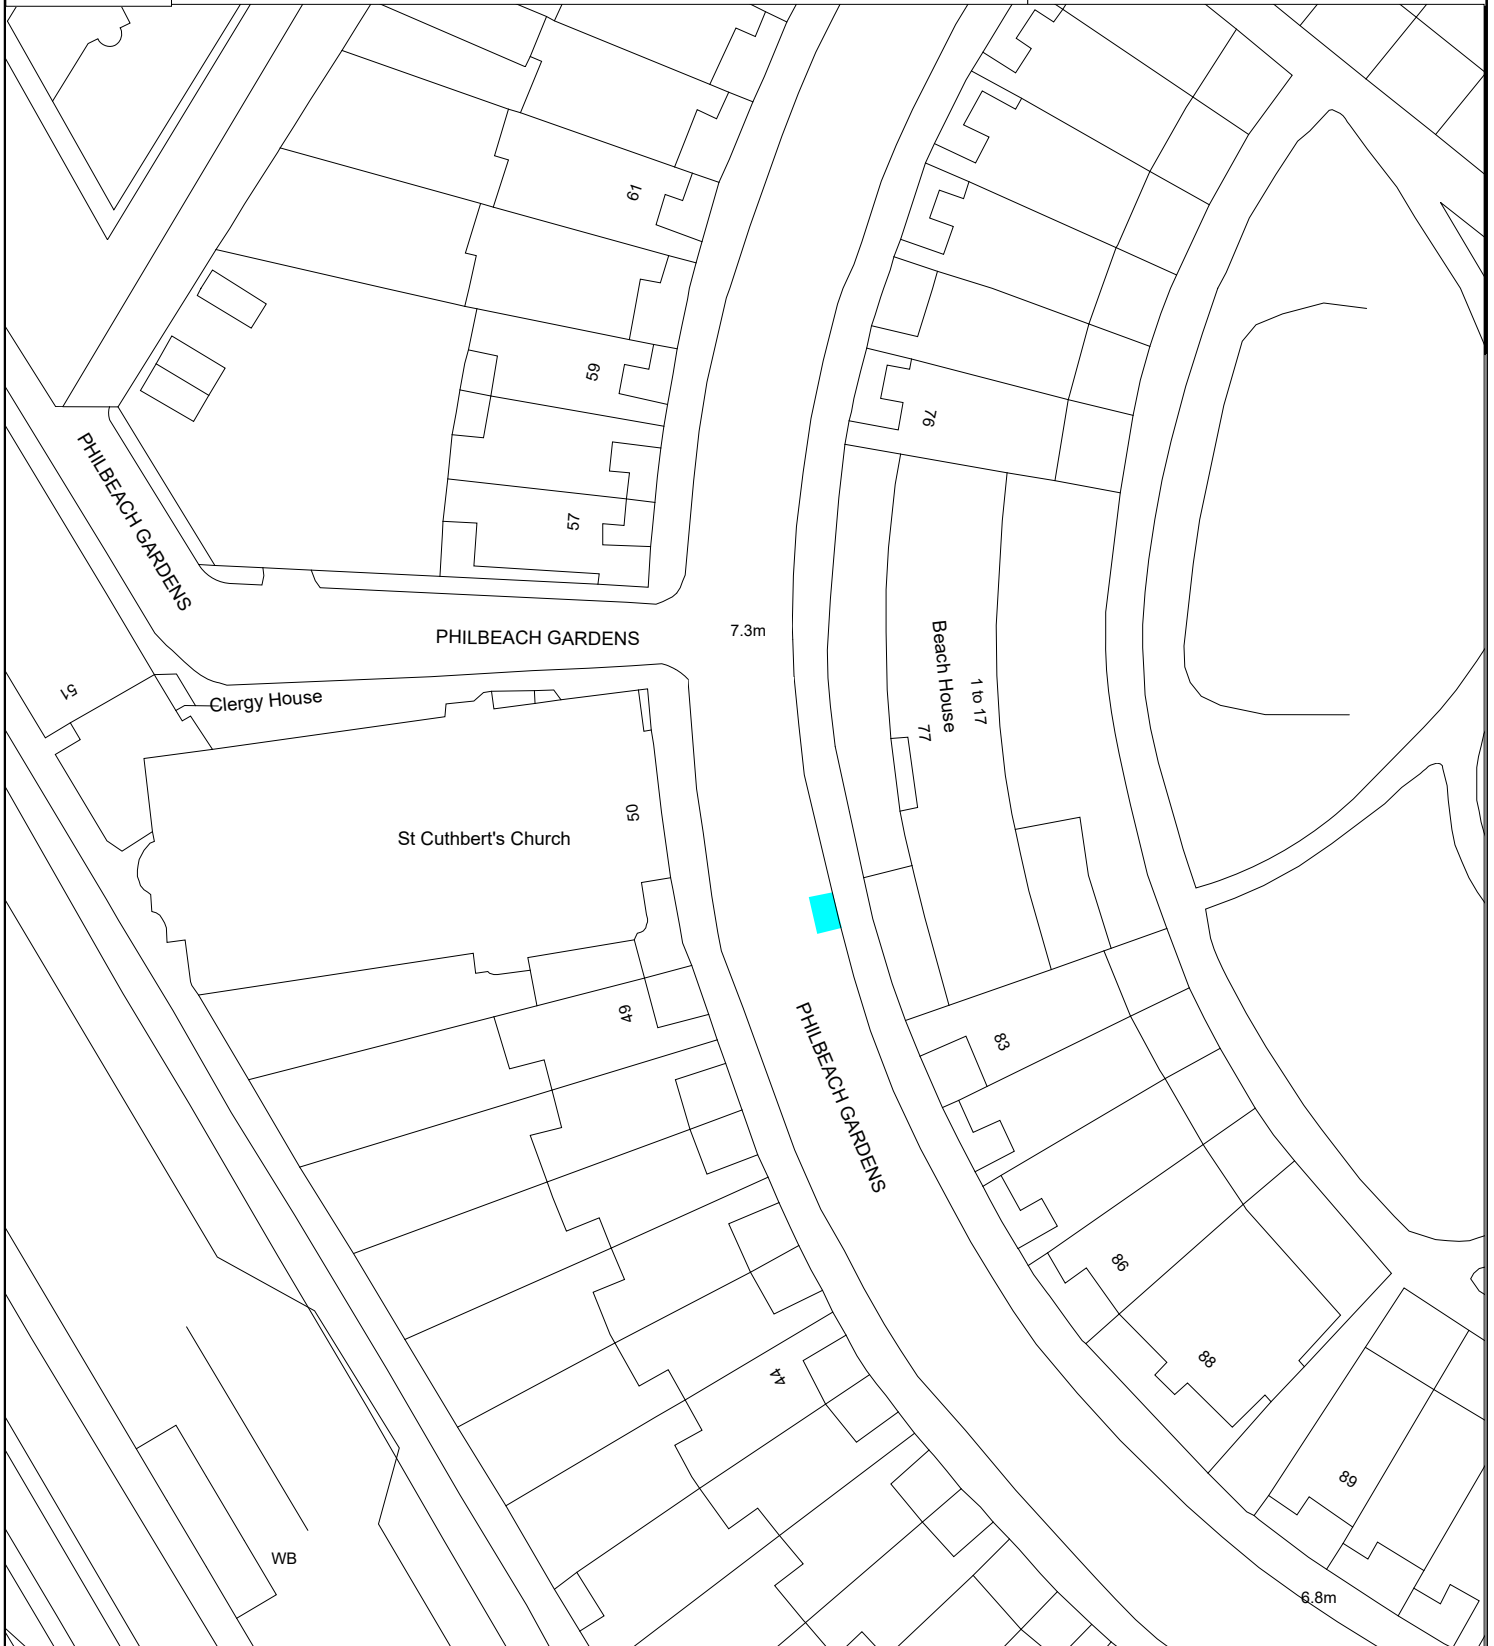 61
59
57
76
PHILBEACH GARDENS
PHILBEACH GARDENS
7.3m
Beach House
1 to 17
77
51
Clergy House
50
St Cuthbert's Church
49
83
PHILBEACH GARDENS
86
88
44
89
WB
6.8m